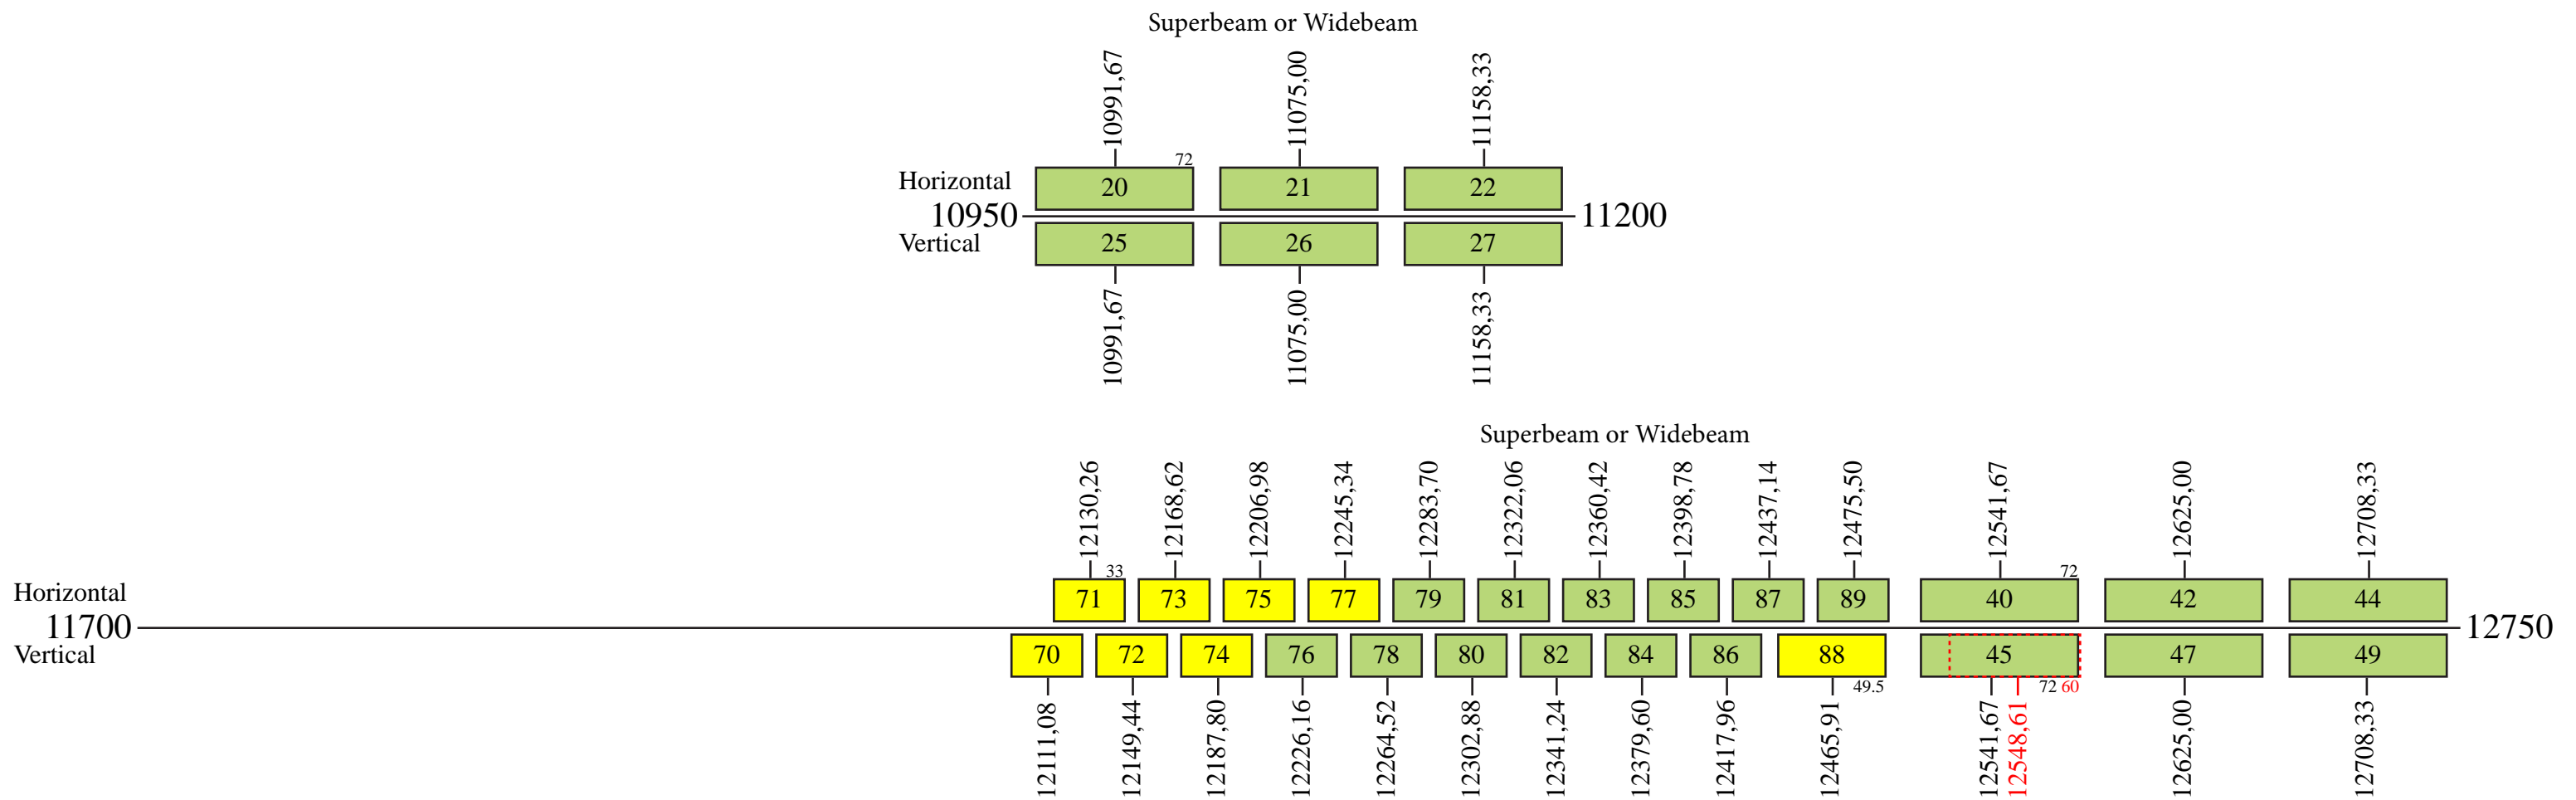 Superbeam or Widebeam
10991,67 11075,00 11158,33
72
Horizontal 20 21 22
10950 11200
Vertical 25 26 27
10991,67 11075,00 11158,33
Superbeam or Widebeam
12130,26 12168,62 12206,98 12245,34 12283,70 12322,06 12360,42 12398,78 12437,14 12475,50 12541,67 12625,00 12708,33
33 72
Horizontal 71 73 75 77 79 81 83 85 87 89 40 42 44
11700 12750
Vertical 70 72 74 76 78 80 82 84 86 88 45 47 49
49.5 72 60
12111,08 12149,44 12187,80 12226,16 12264,52 12302,88 12341,24 12379,60 12417,96 12465,91 12541,67 12548,61 12625,00 12708,33